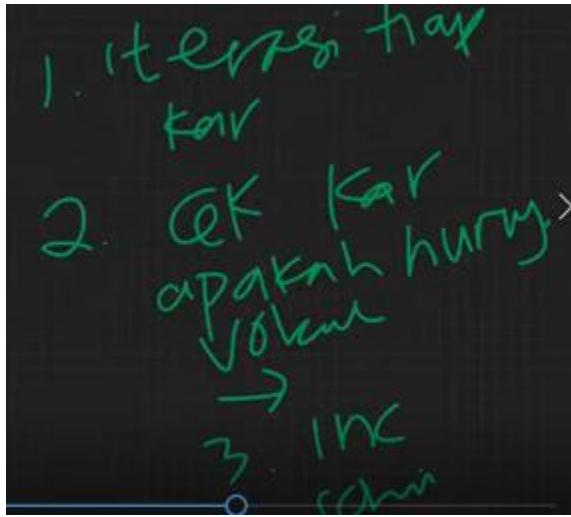 1. iterasi tiap
kar
2. cek kar
apakah huruf
vokal
→
3. inc